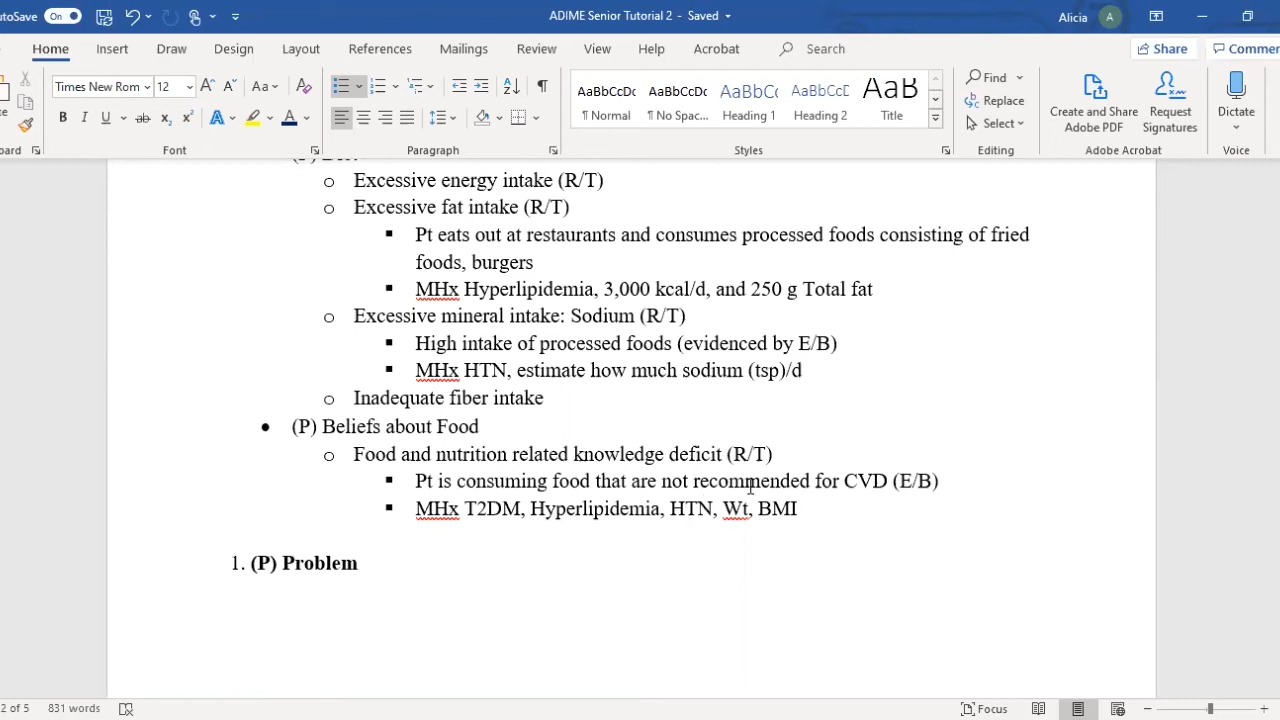 utoSave On ADIME Senior Tutorial 2 - Saved Alicia A
Home Insert Draw Design Layout References Mailings Review View Help Acrobat Search Share Comme
Times New Rom 12 A A Aa A Find
AaBbCcDc AaBbCcDc AaBbCc AaBbCcD AaB
Replace
B I U ab x₂ x² A A ¶ Normal ¶ No Spac... Heading 1 Heading 2 Title Select
Create and Share Adobe PDF Request Signatures Dictate
oard Font Paragraph Styles Editing Adobe Acrobat Voice
o Excessive energy intake (R/T)
o Excessive fat intake (R/T)
▪ Pt eats out at restaurants and consumes processed foods consisting of fried
foods, burgers
▪ MHx Hyperlipidemia, 3,000 kcal/d, and 250 g Total fat
o Excessive mineral intake: Sodium (R/T)
▪ High intake of processed foods (evidenced by E/B)
▪ MHx HTN, estimate how much sodium (tsp)/d
o Inadequate fiber intake
• (P) Beliefs about Food
o Food and nutrition related knowledge deficit (R/T)
▪ Pt is consuming food that are not recommended for CVD (E/B)
▪ MHx T2DM, Hyperlipidemia, HTN, Wt, BMI
1. (P) Problem
2 of 5 831 words Focus